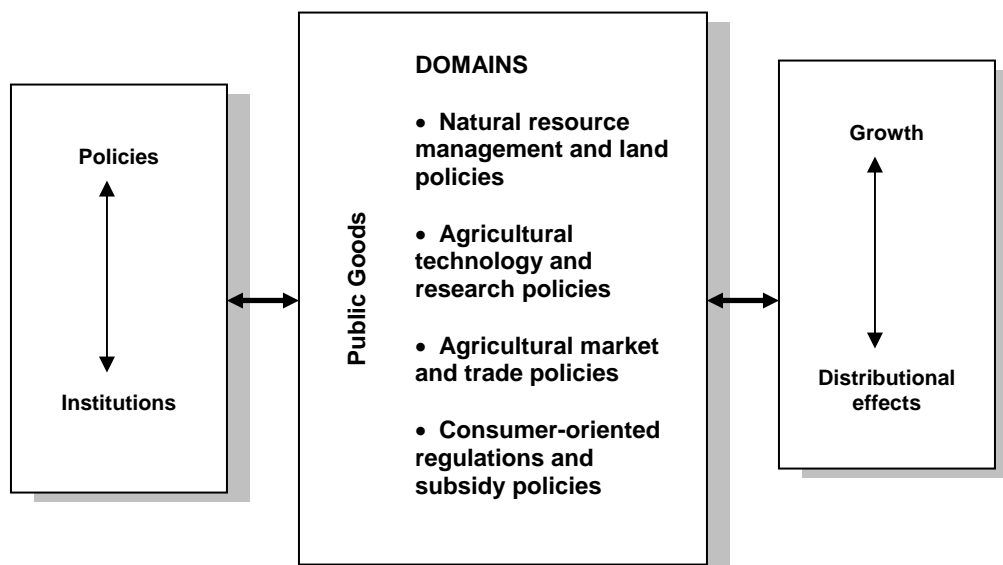 Policies
Institutions
Public Goods
DOMAINS
• Natural resource
management and land
policies
• Agricultural
technology and
research policies
• Agricultural market
and trade policies
• Consumer-oriented
regulations and
subsidy policies
Growth
Distributional
effects